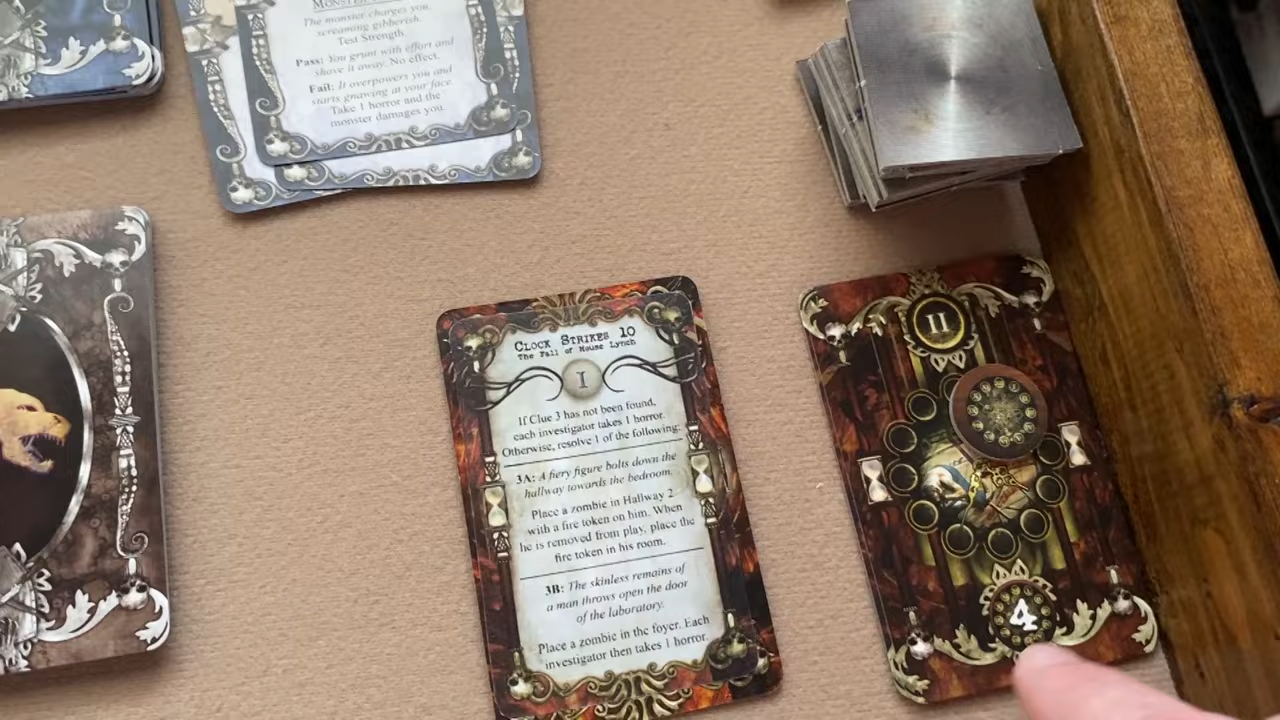 The monster charges you,
screaming gibberish.
Test Strength.
Pass: You grunt with effort and
shove it away. No effect.
Fail: It overpowers you and
starts gnawing at your face.
Take 1 horror and the
monster damages you.
CLOCK STRIKES 10
The Fall of House Lynch
I
If Clue 3 has not been found,
each investigator takes 1 horror.
Otherwise, resolve 1 of the following:
3A: A fiery figure bolts down the
hallway towards the bedroom.
Place a zombie in Hallway 2
with a fire token on him. When
he is removed from play, place the
fire token in his room.
3B: The skinless remains of
a man throws open the door
of the laboratory.
Place a zombie in the foyer. Each
investigator then takes 1 horror.
II
4